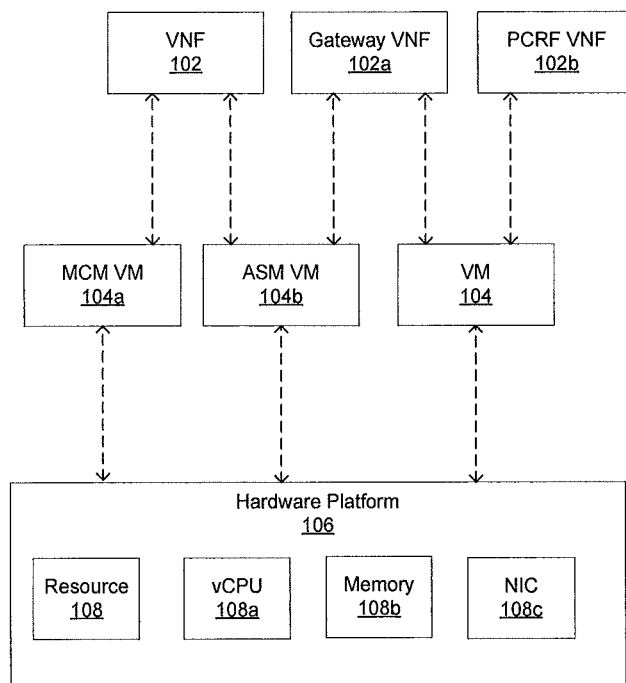 VNF
102
Gateway VNF
102a
PCRF VNF
102b
MCM VM
104a
ASM VM
104b
VM
104
Hardware Platform
106
Resource
108
vCPU
108a
Memory
108b
NIC
108c